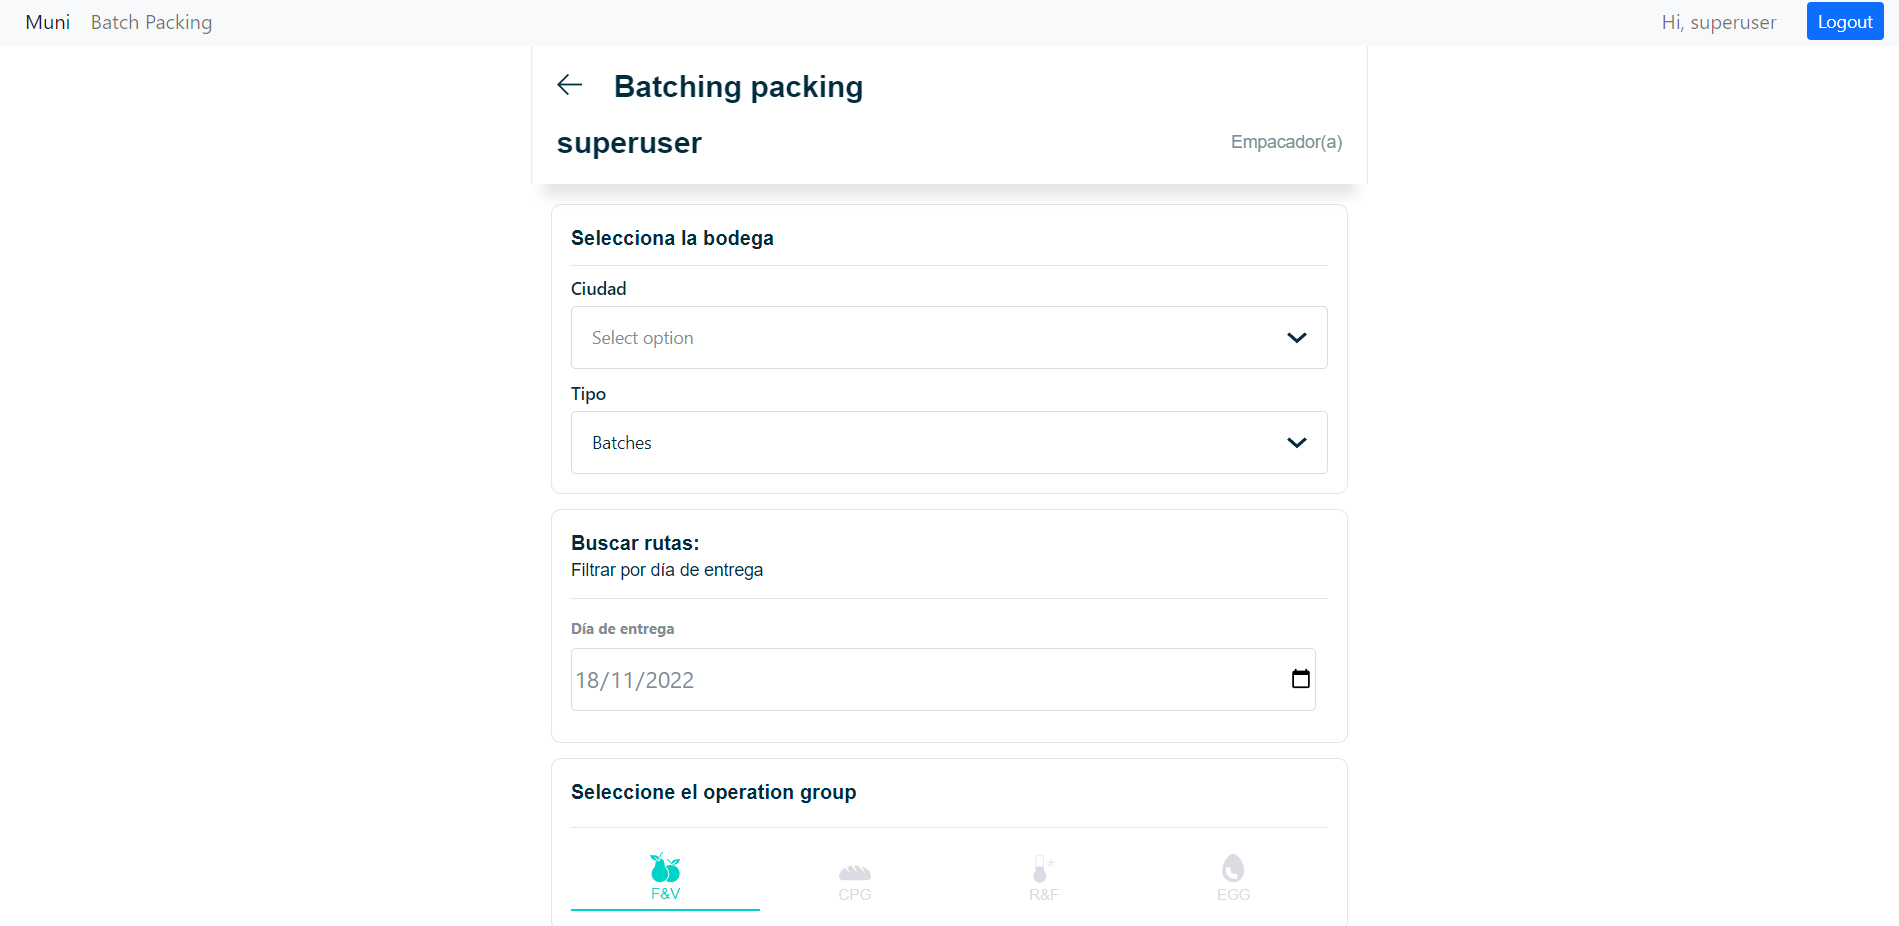 Muni Batch Packing Hi, superuser Logout
Batching packing
superuser Empacador(a)
Selecciona la bodega
Ciudad
Select option
Tipo
Batches
Buscar rutas:
Filtrar por día de entrega
Día de entrega
18/11/2022
Seleccione el operation group
F&V CPG R&F EGG